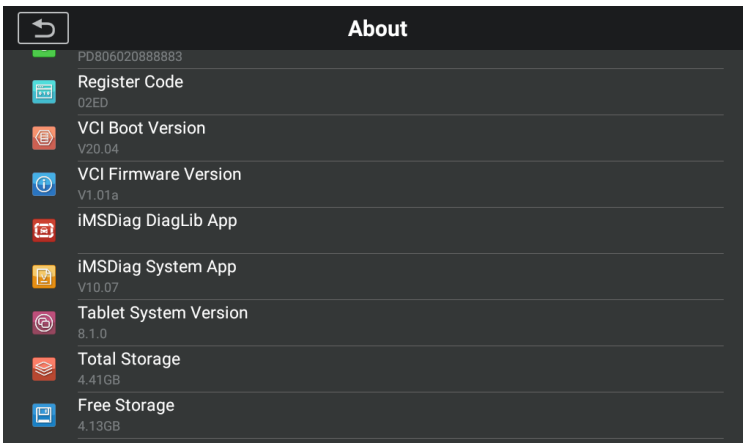 About
PD806020888883
Register Code
02ED
VCI Boot Version
V20.04
VCI Firmware Version
V1.01a
iMSDiag DiagLib App
iMSDiag System App
V10.07
Tablet System Version
8.1.0
Total Storage
4.41GB
Free Storage
4.13GB